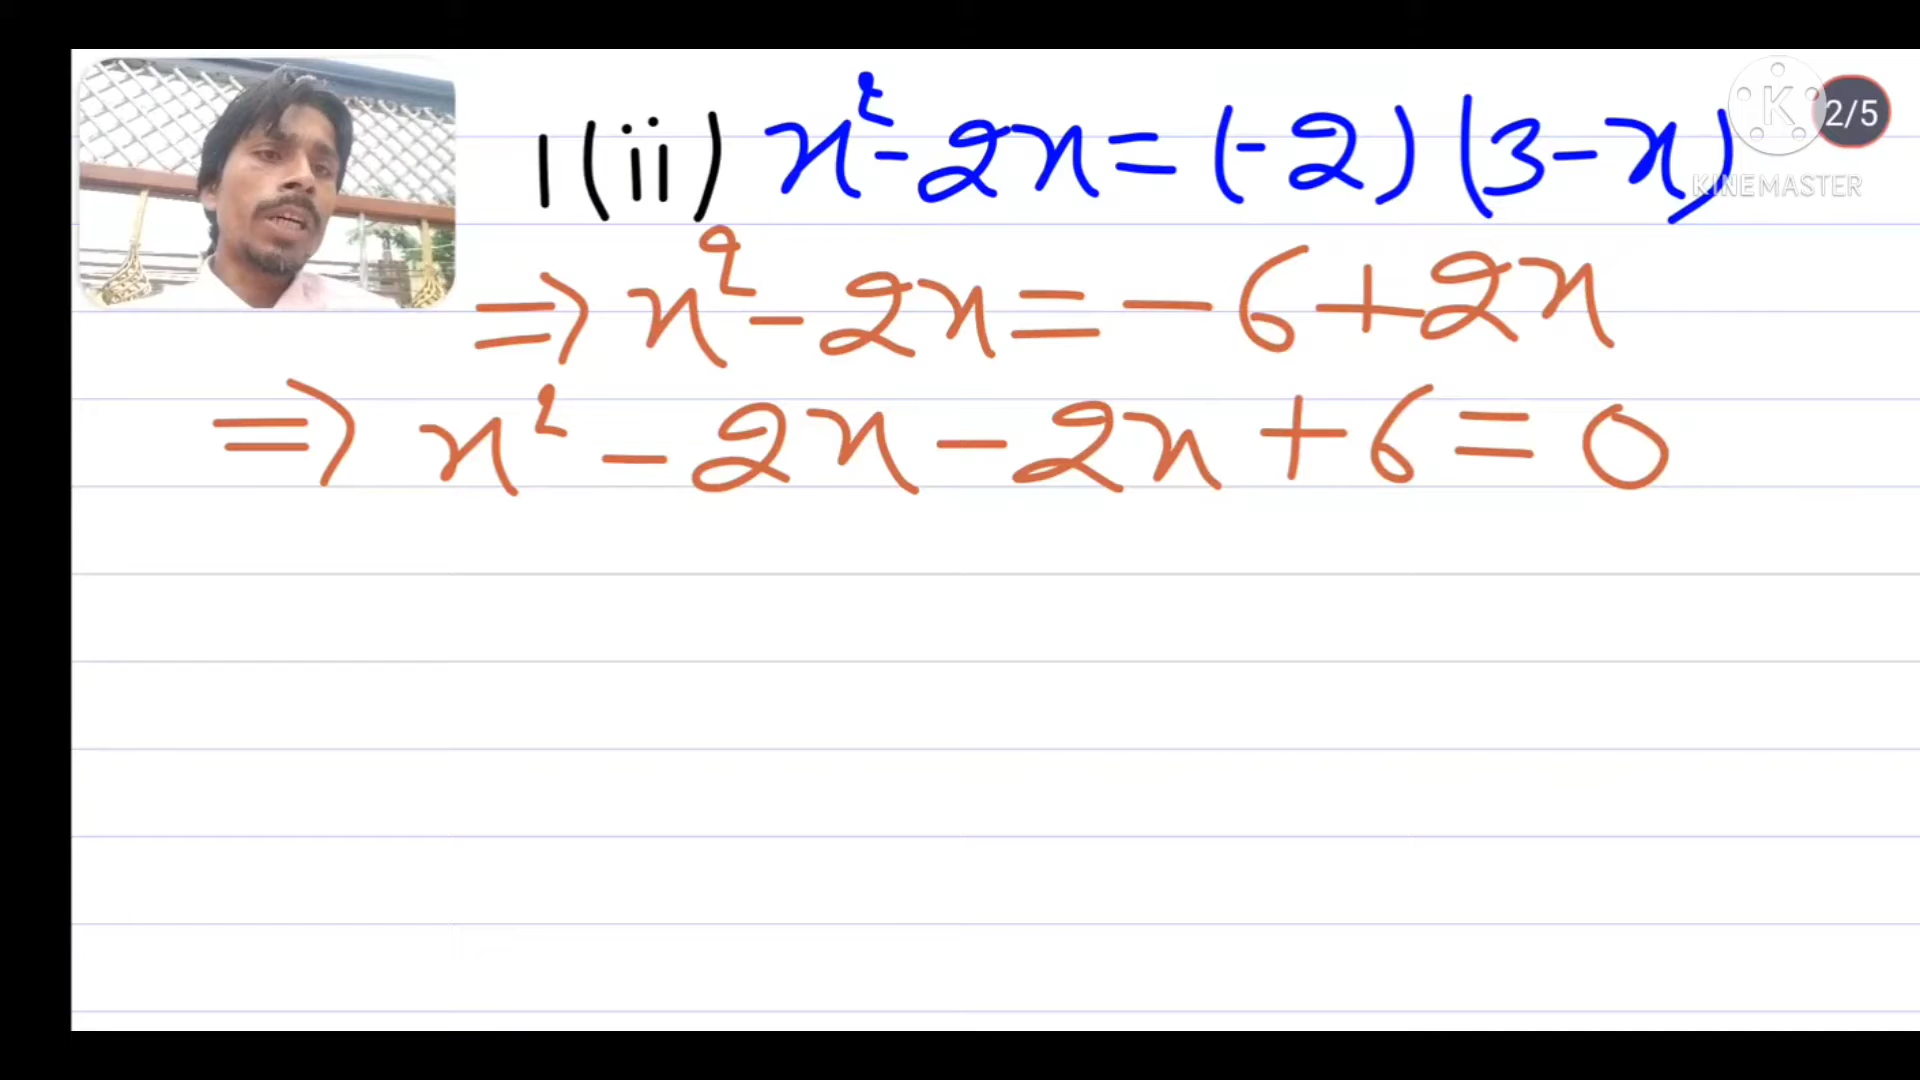 1(ii) x² - 2x = (-2) (3 - x)
⇒ x² - 2x = - 6 + 2x
⇒ x² - 2x - 2x + 6 = 0
K
KINEMASTER
2/5